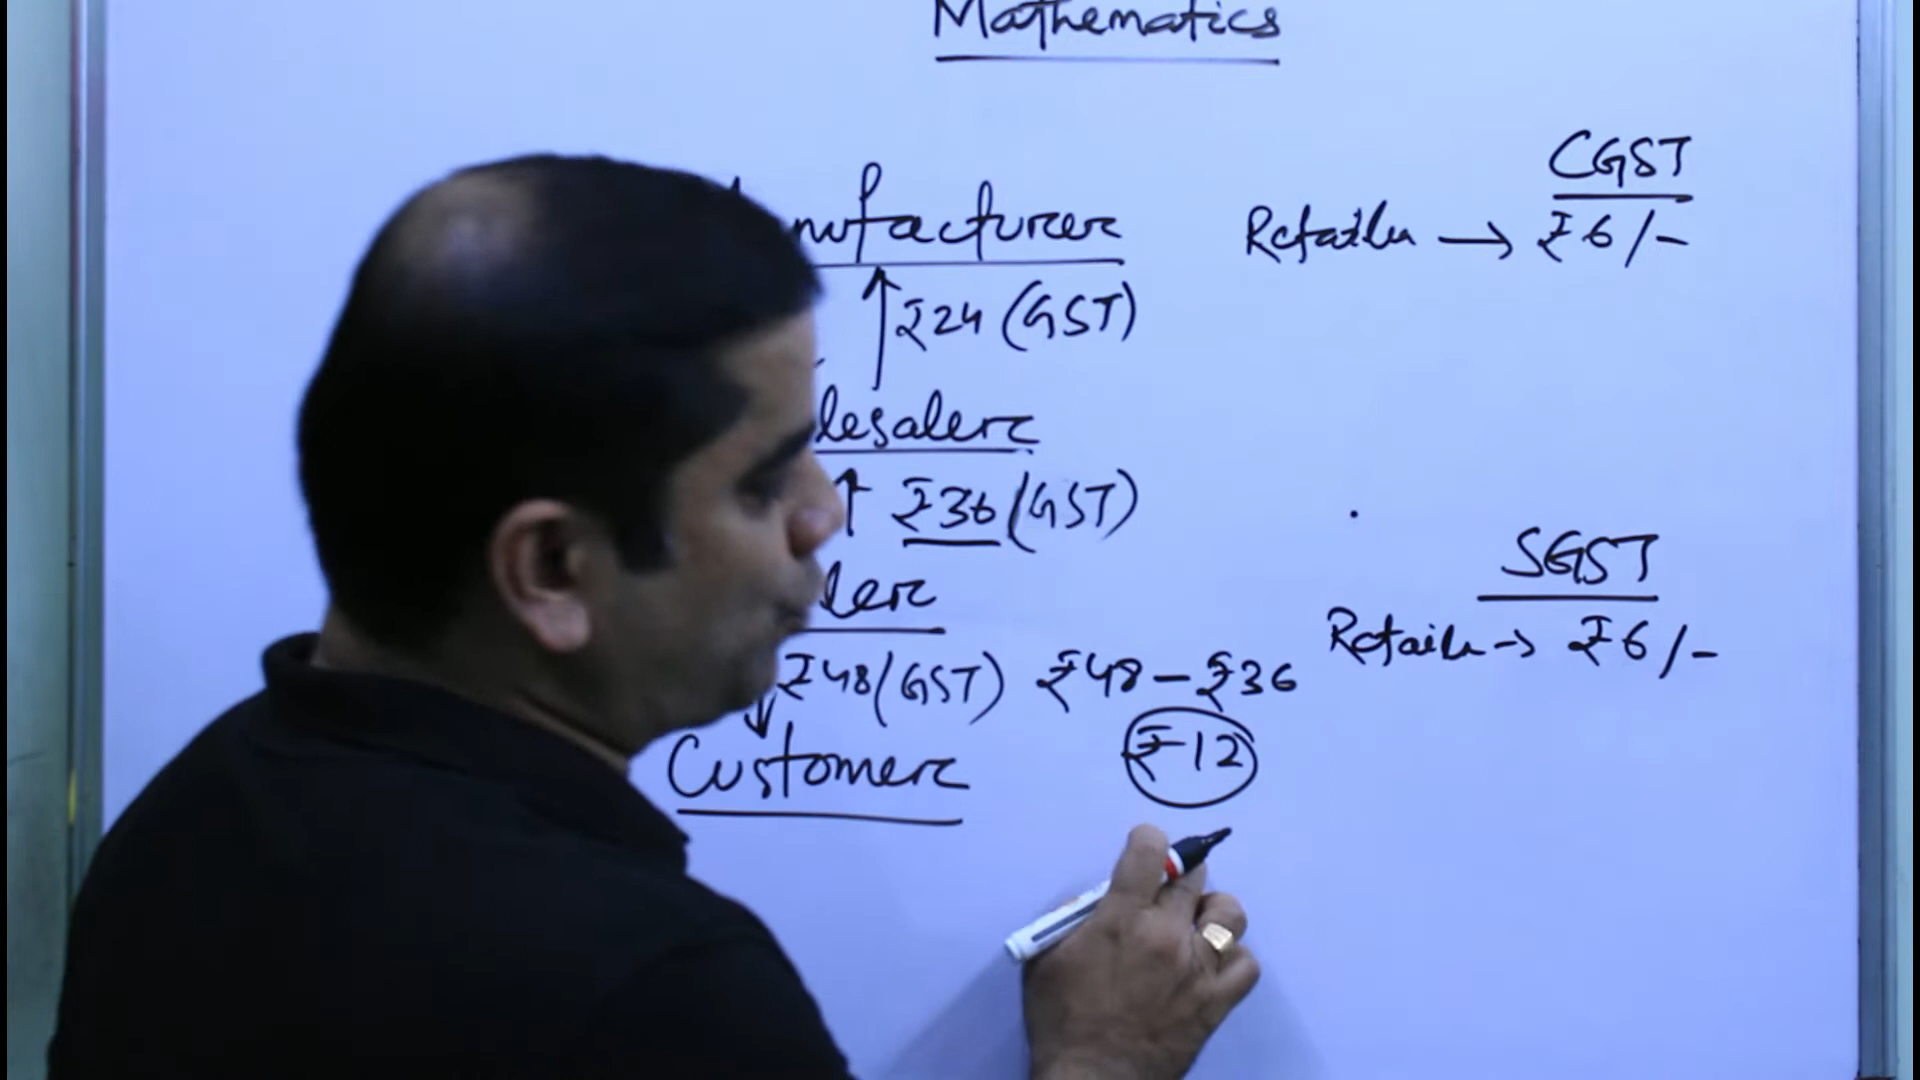 Mathematics
nufacturer
₹24 (GST)
lesaler
₹36 (GST)
ler
₹48 (GST) ₹48 - ₹36
₹12
Customer
CGST
Retailer → ₹6/-
SGST
Retailer → ₹6/-